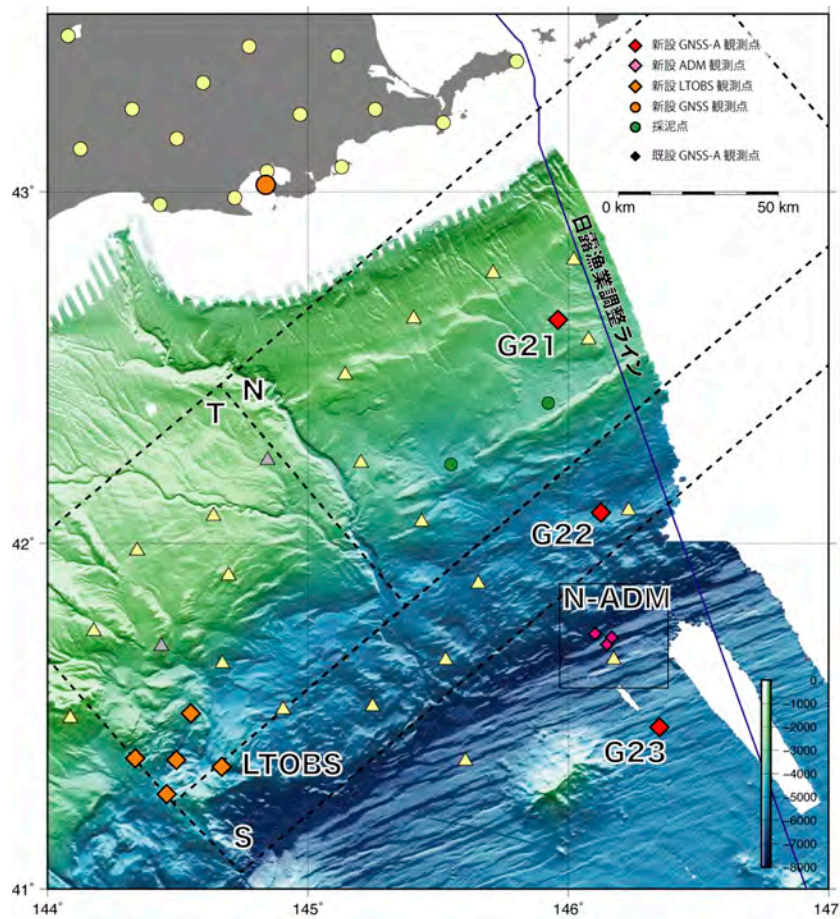 新設 GNSS-A 観測点
新設 ADM 観測点
新設 LTOBS 観測点
新設 GNSS 観測点
採泥点
既設 GNSS-A 観測点
0 km
50 km
43°
日露漁業調整ライン
G21
N
T
G22
42°
N-ADM
G23
LTOBS
S
0
−1000
−2000
−3000
−4000
−5000
−6000
−7000
−8000
41°
144°
145°
146°
147°